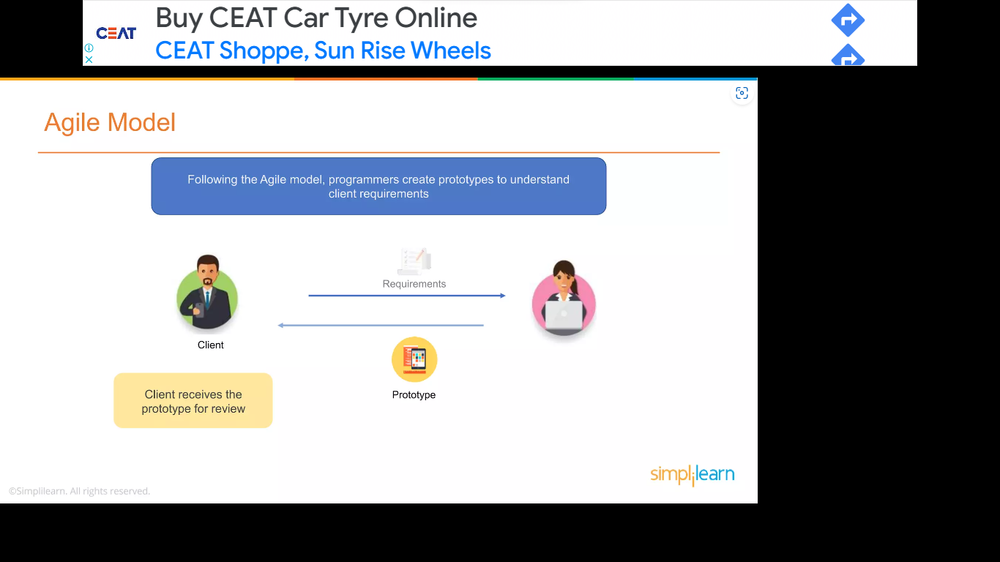 Buy CEAT Car Tyre Online
CEAT
CEAT Shoppe, Sun Rise Wheels
Agile Model
Following the Agile model, programmers create prototypes to understand
client requirements
Requirements
Client
Prototype
Client receives the
prototype for review
simplilearn
©Simplilearn. All rights reserved.